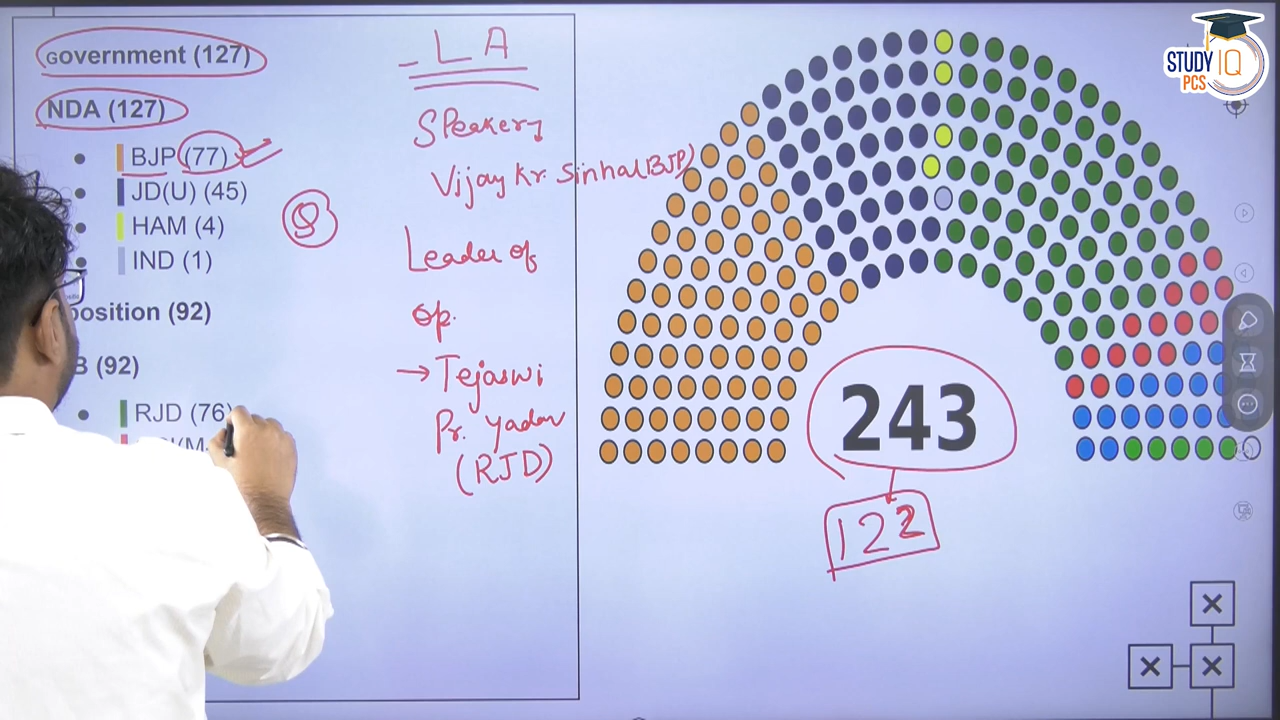 Government (127)
NDA (127)
BJP (77)
JD(U) (45)
HAM (4)
IND (1)
position (92)
B (92)
RJD (76)
LA
Speaker
Vijay Kr. Sinha (BJP)
Leader of
op.
→ Tejaswi
Pr. Yadav
(RJD)
243
122
STUDY IQ
PCS